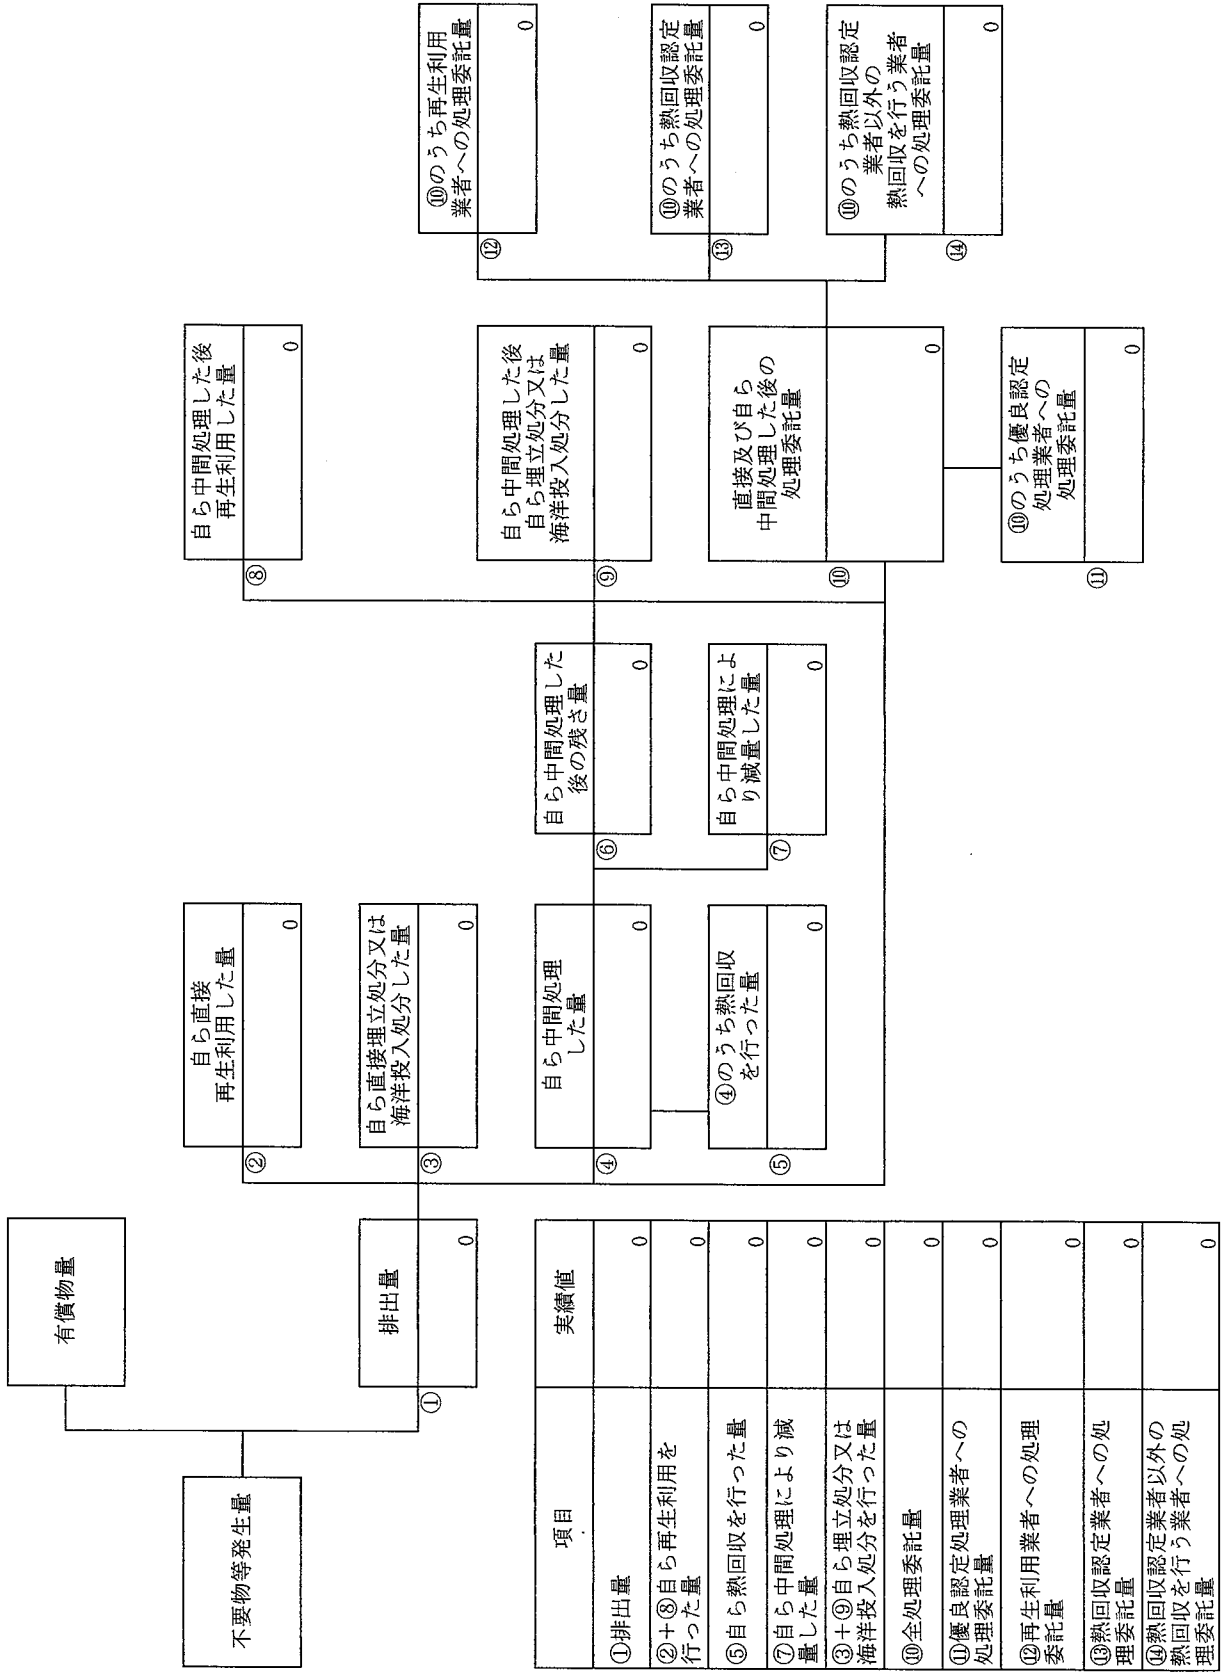 不要物等発生量
有償物量
①
排出量
0
②
自ら直接
再生利用した量
0
③
自ら直接埋立処分又は
海洋投入処分した量
0
④
自ら中間処理
した量
0
⑤
④のうち熱回収
を行った量
0
⑥
自ら中間処理した
後の残さ量
0
⑦
自ら中間処理によ
り減量した量
0
⑧
自ら中間処理した後
再生利用した量
0
⑨
自ら中間処理した後
自ら埋立処分又は
海洋投入処分した量
0
⑩
直接及び自ら
中間処理した後の
処理委託量
0
⑪
⑩のうち優良認定
処理業者への
処理委託量
0
⑫
⑩のうち再生利用
業者への処理委託量
0
⑬
⑩のうち熱回収認定
業者への処理委託量
0
⑭
⑩のうち熱回収認定
業者以外の
熱回収を行う業者
への処理委託量
0
項目 実績値
①排出量 0
②+⑧自ら再生利用を
行った量 0
⑤自ら熱回収を行った量 0
⑦自ら中間処理により減
量した量 0
③+⑨自ら埋立処分又は
海洋投入処分を行った量 0
⑩全処理委託量 0
⑪優良認定処理業者への
処理委託量 0
⑫再生利用業者への処理
委託量 0
⑬熱回収認定業者への処
理委託量 0
⑭熱回収認定業者以外の
熱回収を行う業者への処
理委託量 0